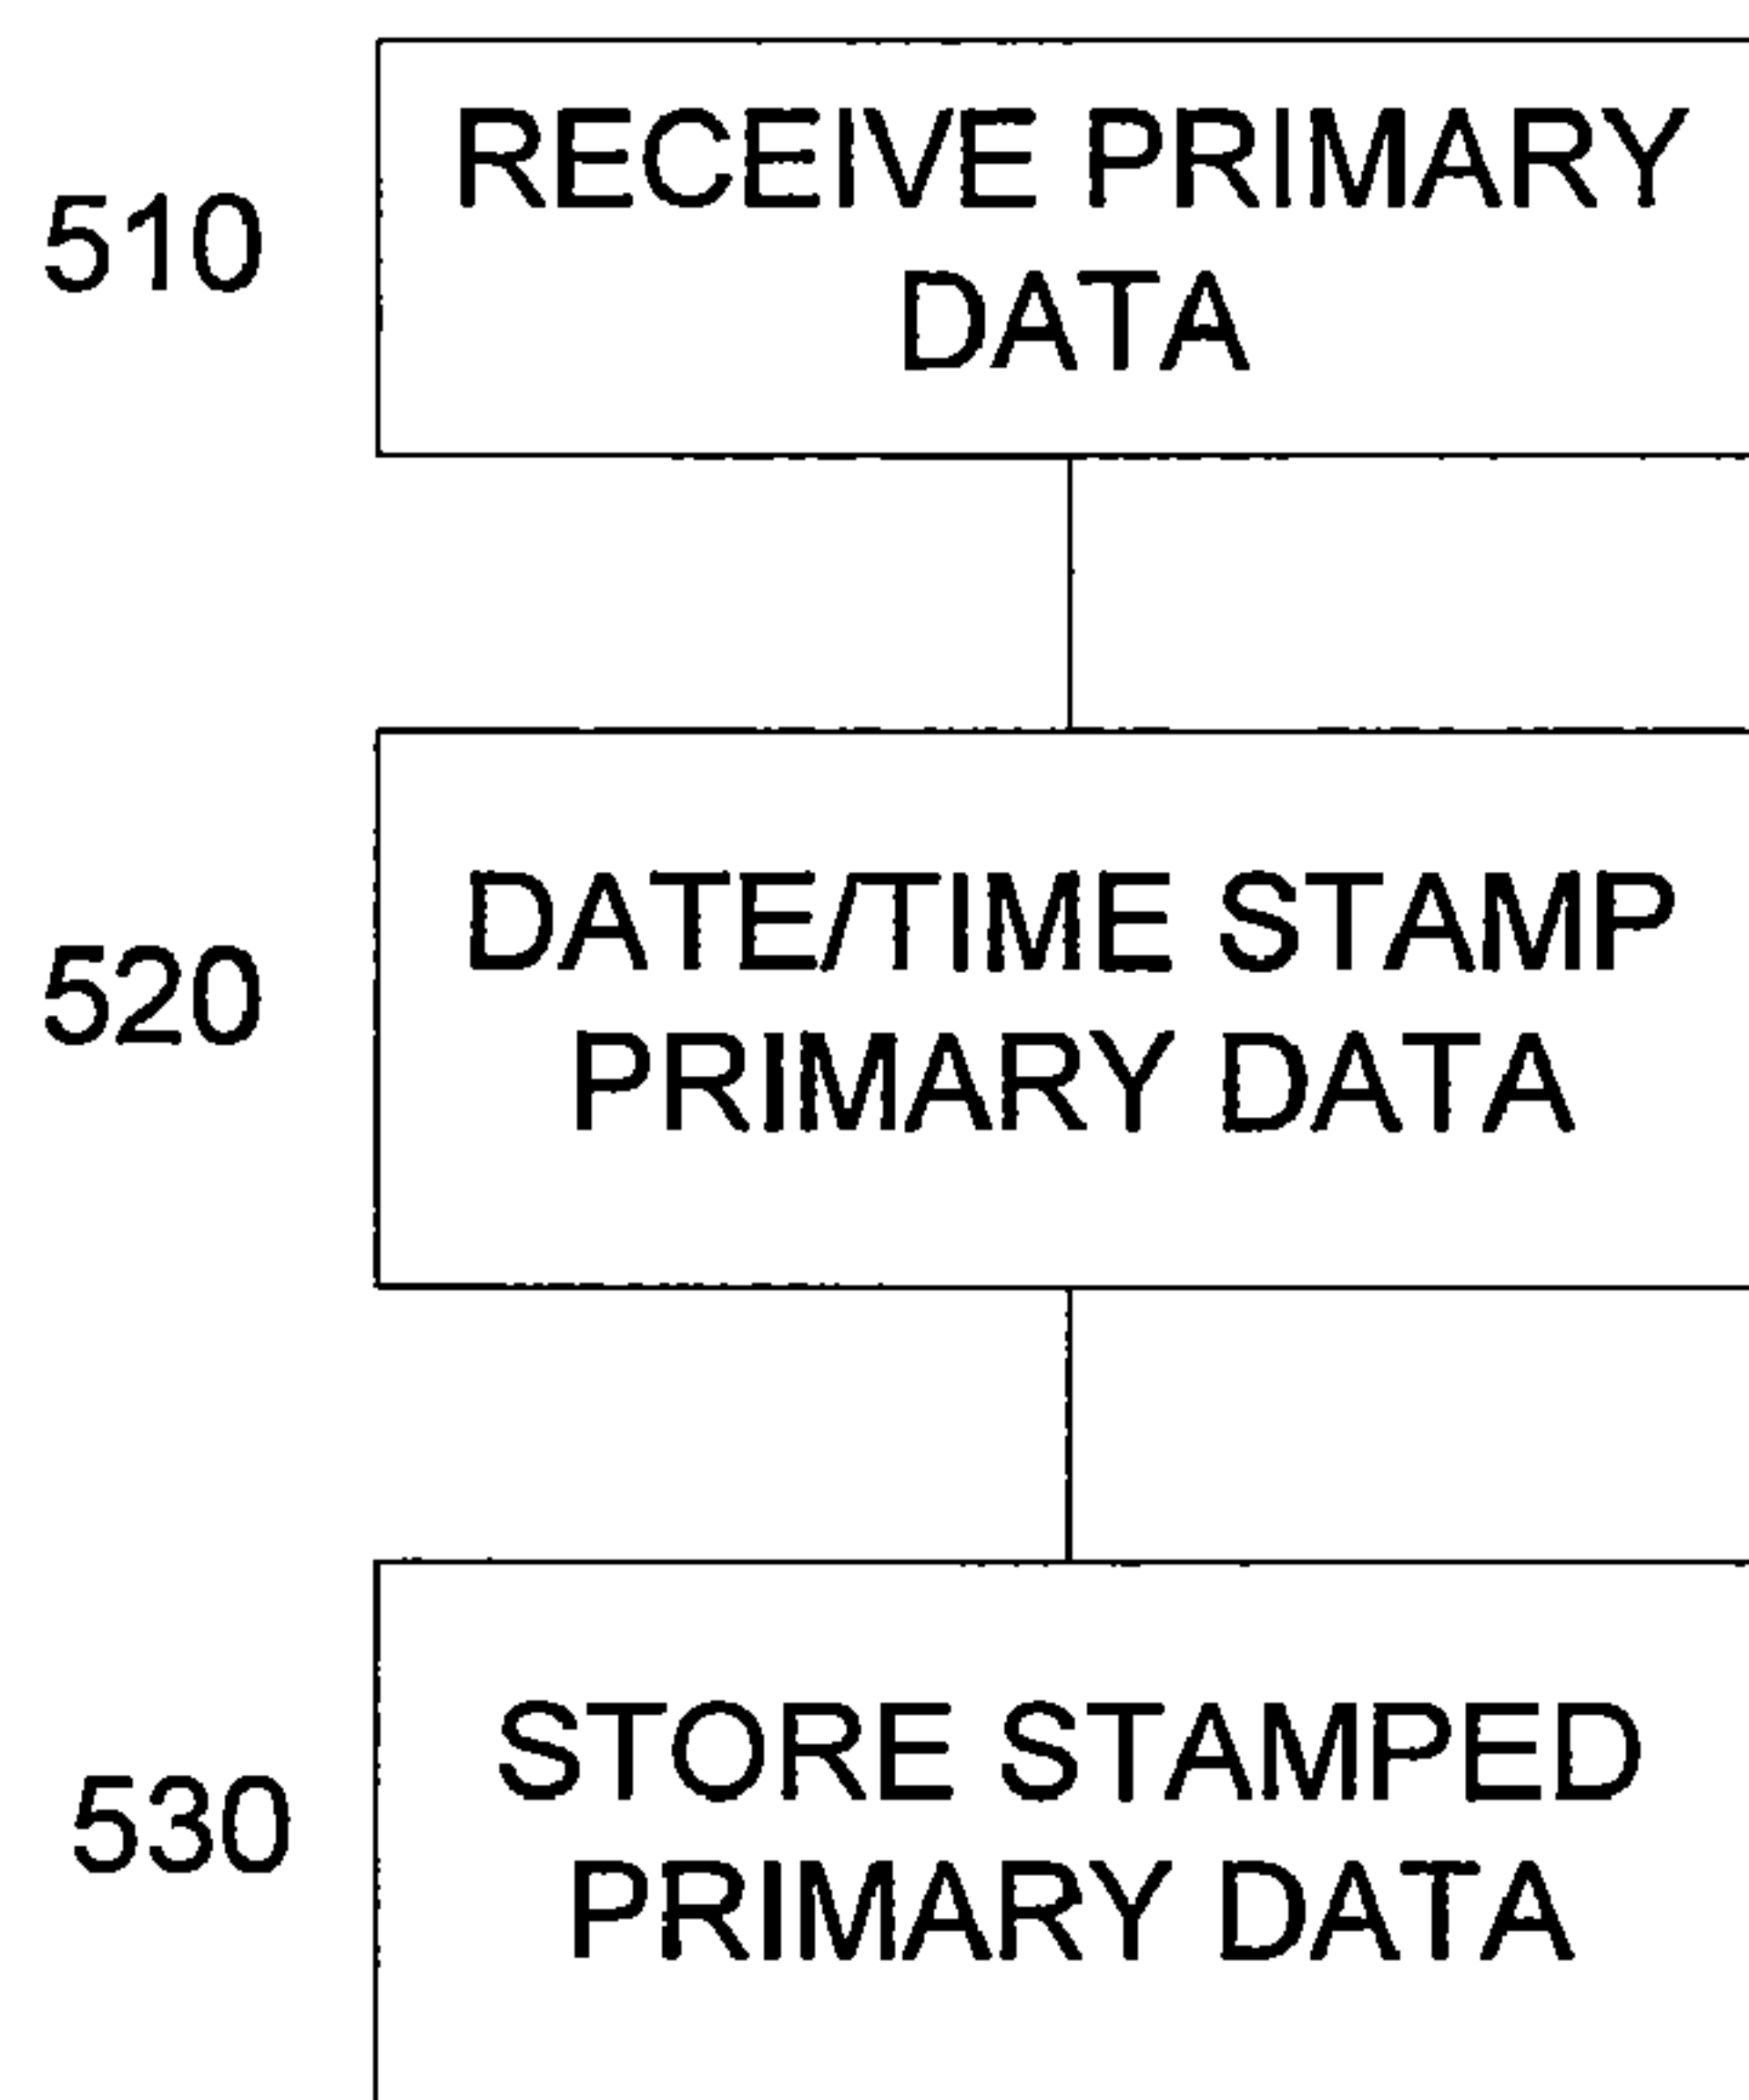 510
RECEIVE PRIMARY
DATA
520
DATE/TIME STAMP
PRIMARY DATA
530
STORE STAMPED
PRIMARY DATA